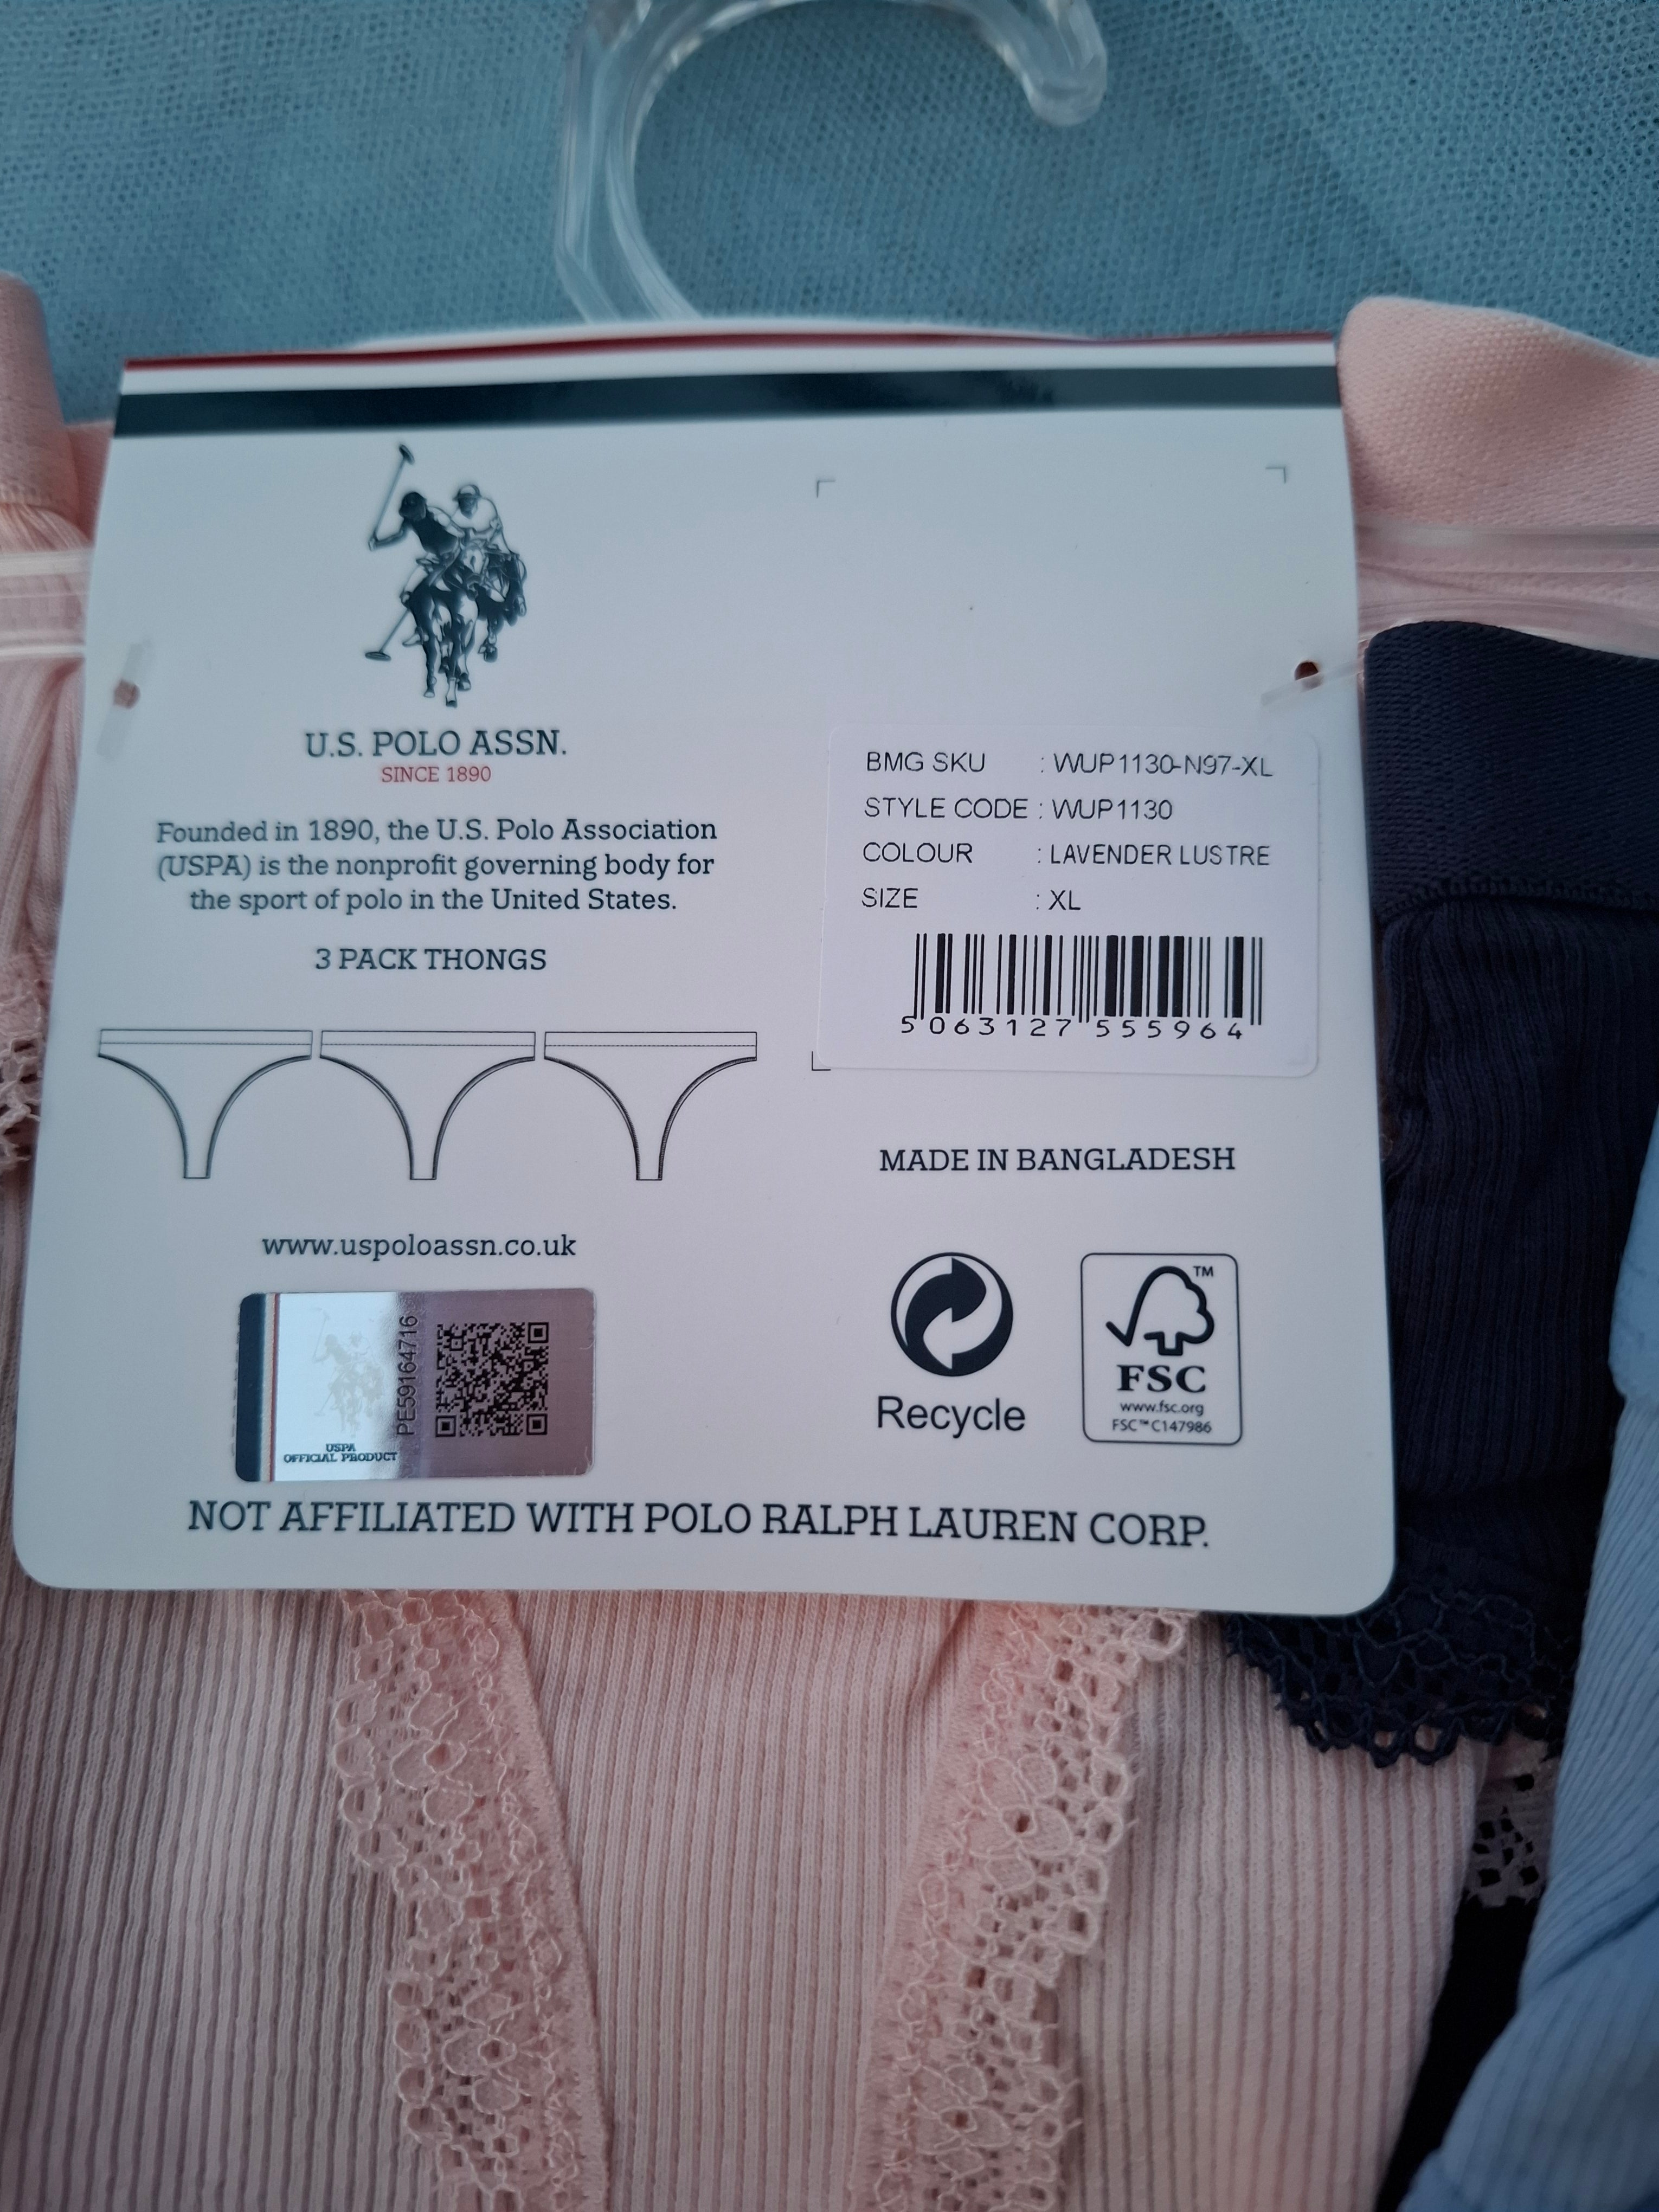 U.S. POLO ASSN.
SINCE 1890
Founded in 1890, the U.S. Polo Association
(USPA) is the nonprofit governing body for
the sport of polo in the United States.
3 PACK THONGS
www.uspoloassn.co.uk
USPA
OFFICIAL PRODUCT
PE59164716
BMG SKU : WUP1130-N97-XL
STYLE CODE : WUP1130
COLOUR : LAVENDER LUSTRE
SIZE : XL
5 063127 555964
MADE IN BANGLADESH
Recycle
TM
FSC
www.fsc.org
FSC™ C147986
NOT AFFILIATED WITH POLO RALPH LAUREN CORP.